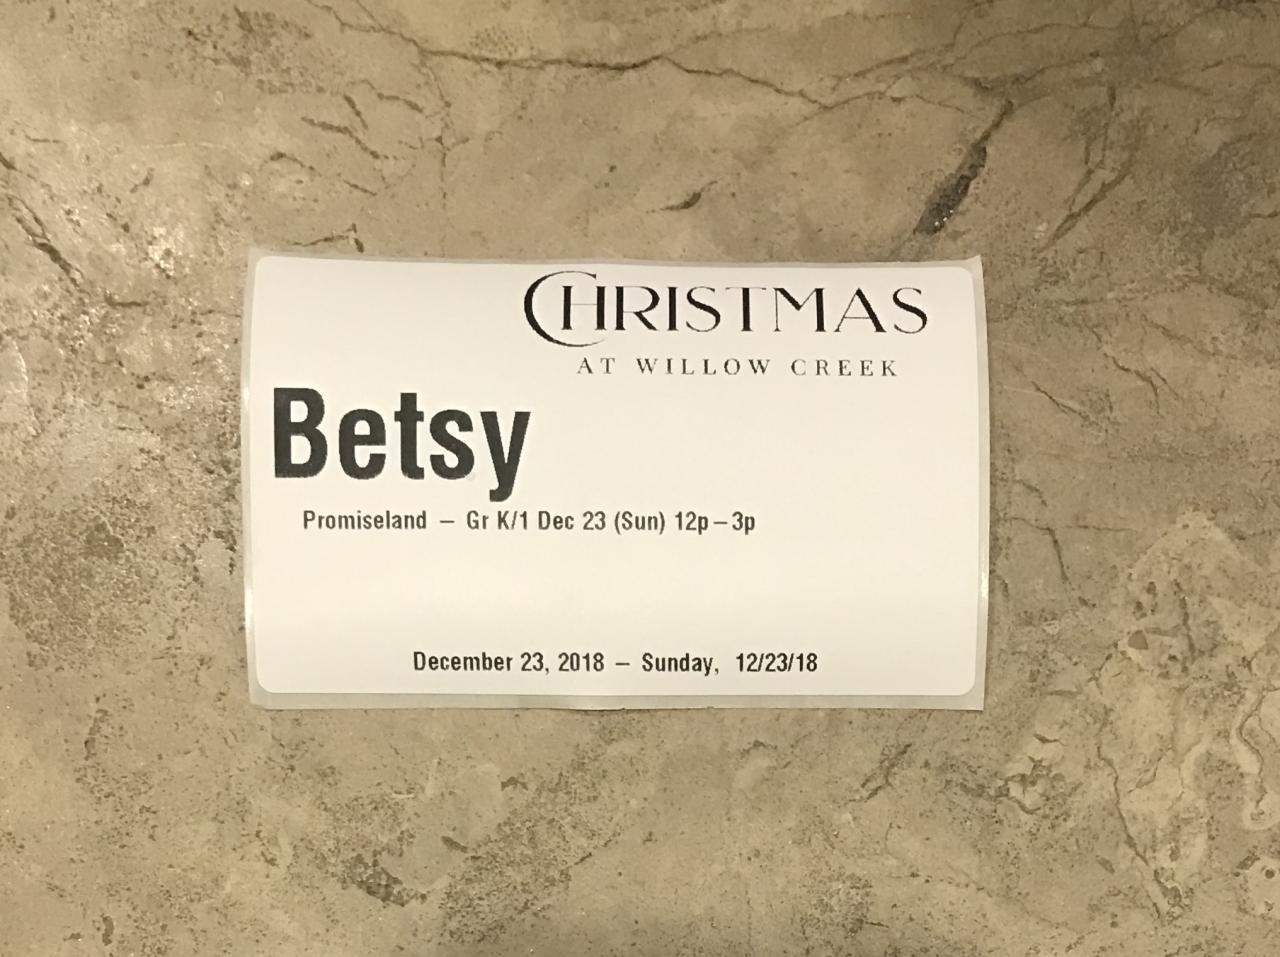 CHRISTMAS
AT WILLOW CREEK
Betsy
Promiseland – Gr K/1 Dec 23 (Sun) 12p–3p
December 23, 2018 – Sunday, 12/23/18